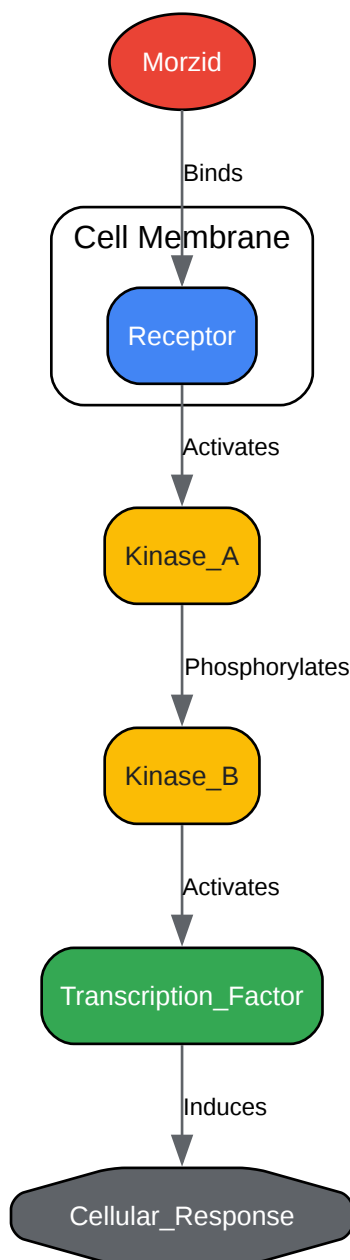 Morzid
Binds
Cell Membrane
Receptor
Activates
Kinase_A
Phosphorylates
Kinase_B
Activates
Transcription_Factor
Induces
Cellular_Response